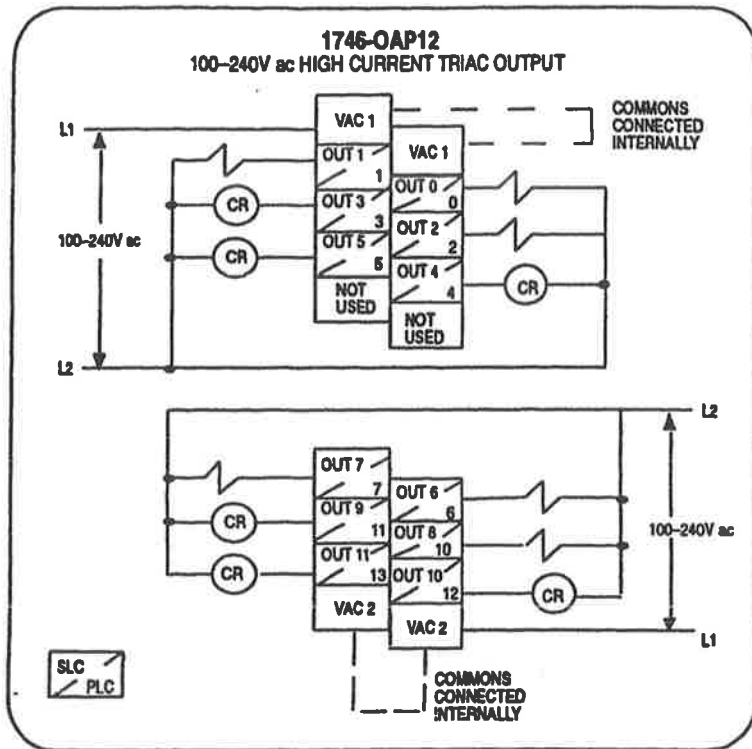 1746-OAP12
100–240V ac HIGH CURRENT TRIAC OUTPUT
L1
VAC 1
VAC 1
COMMONS
CONNECTED
INTERNALLY
OUT 1
1
OUT 0
0
CR
OUT 3
3
OUT 2
2
100–240V ac
CR
OUT 5
5
OUT 4
4
CR
NOT
USED
NOT
USED
L2
L2
OUT 7
7
OUT 6
6
CR
OUT 9
11
OUT 8
10
100–240V ac
CR
OUT 11
13
OUT 10
12
CR
VAC 2
VAC 2
L1
SLC
PLC
COMMONS
CONNECTED
INTERNALLY